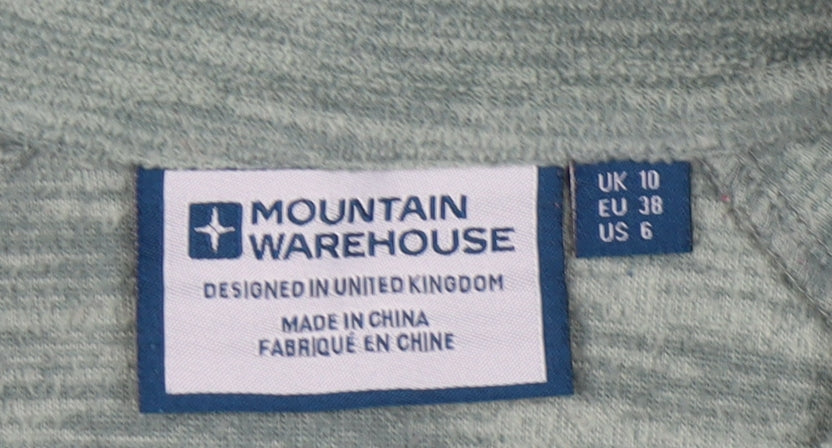 MOUNTAIN
WAREHOUSE
DESIGNED IN UNITED KINGDOM
MADE IN CHINA
FABRIQUÉ EN CHINE
UK 10
EU 38
US 6